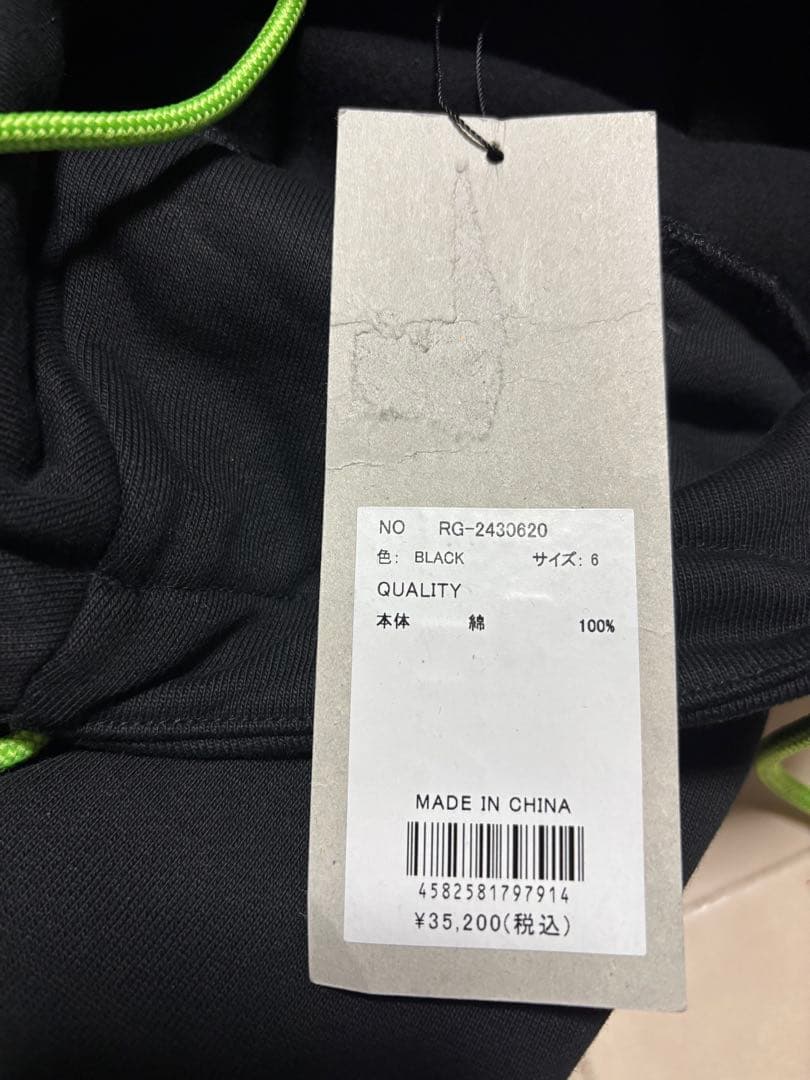 NO RG-2430620
色: BLACK サイズ: 6
QUALITY
本体 綿 100%
MADE IN CHINA
4582581797914
¥35,200(税込)